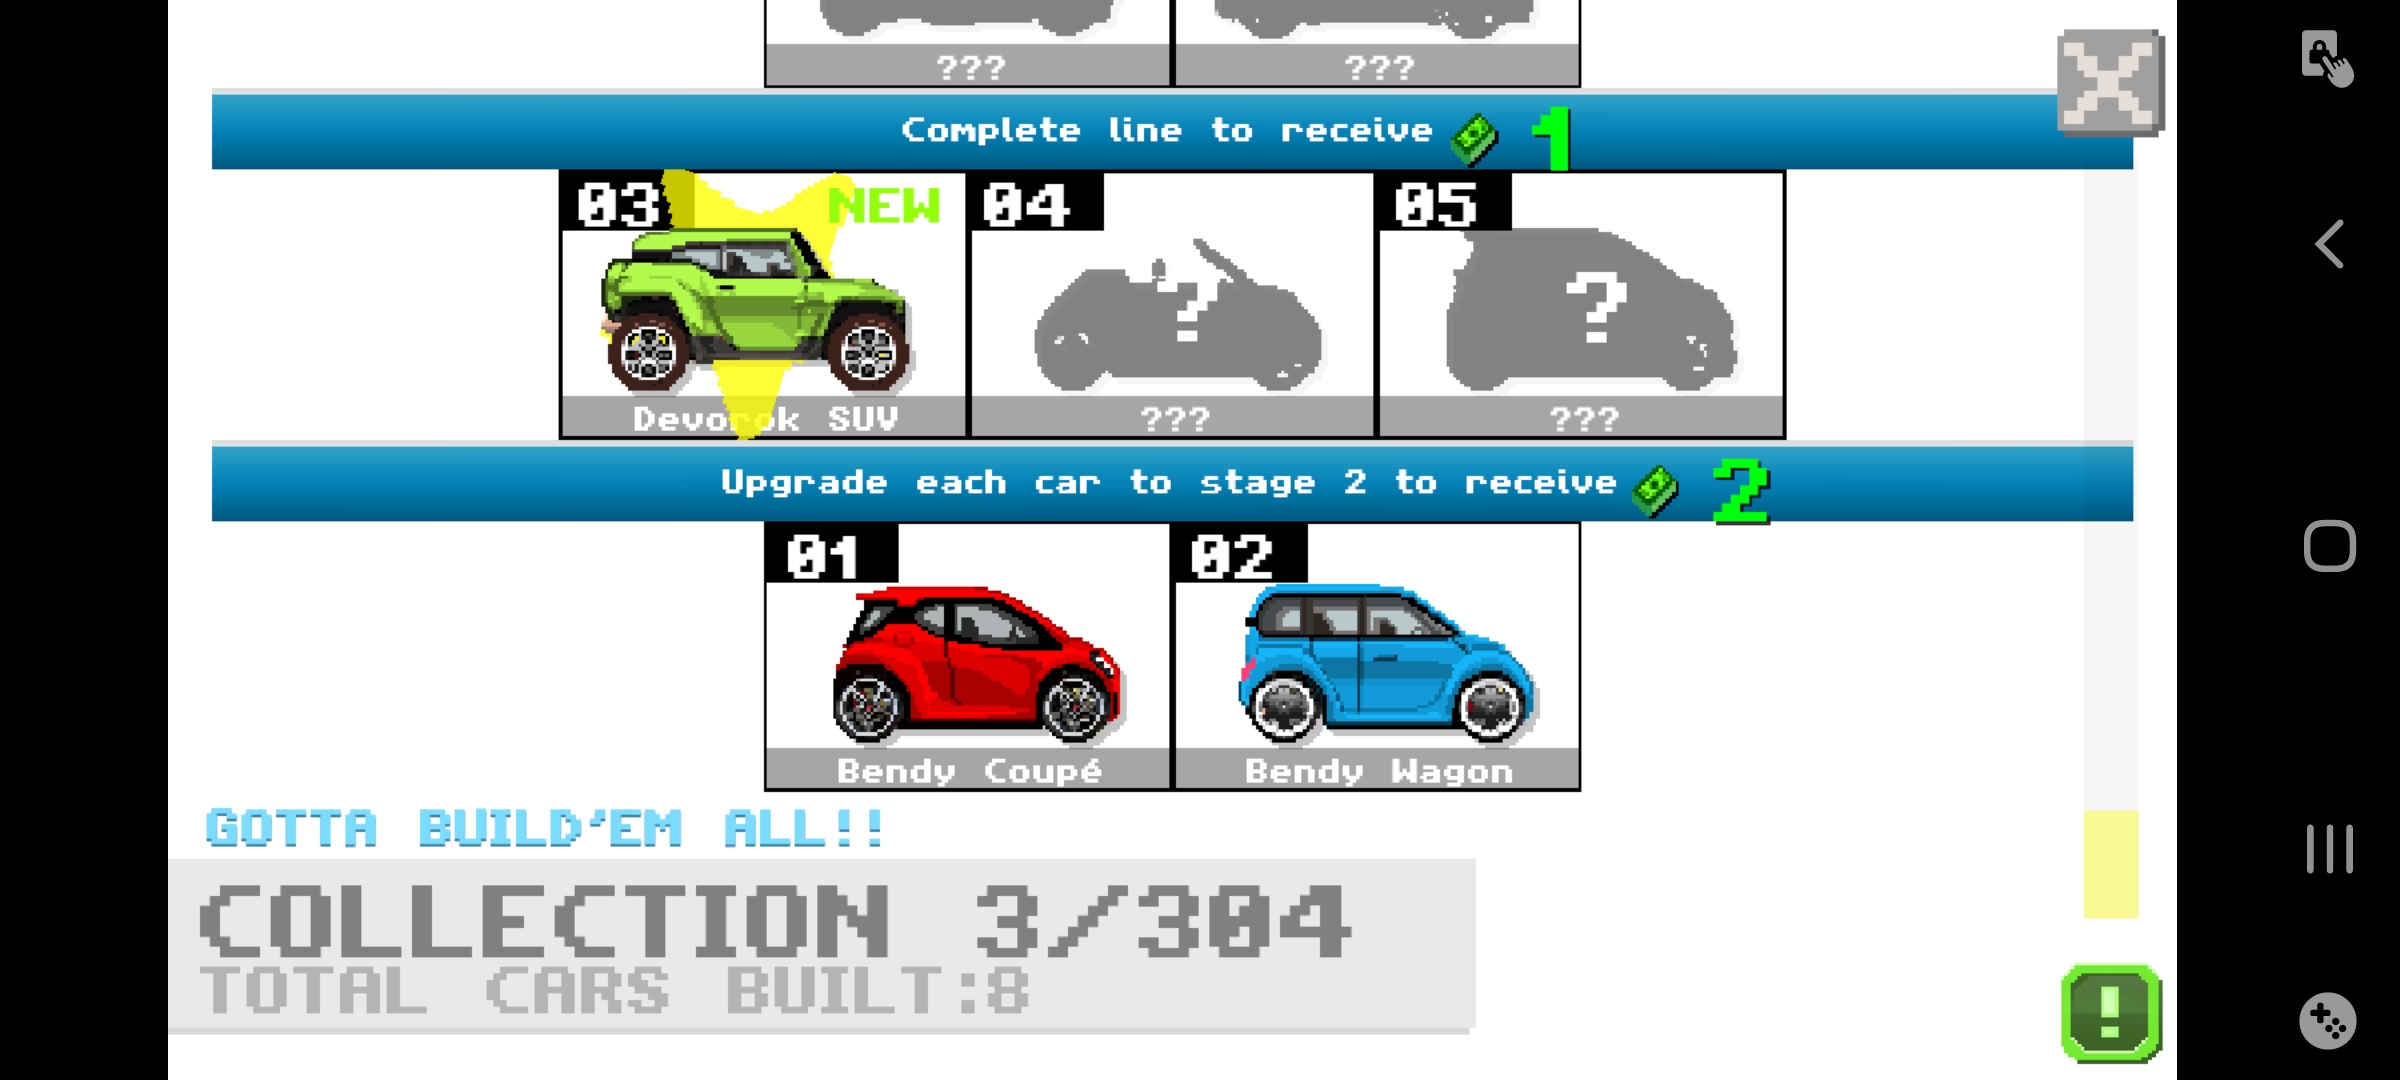 ??? ???
Complete line to receive 1
03 NEW 04 05
? ?
Devorok SUV ??? ???
Upgrade each car to stage 2 to receive 2
01 02
Bendy Coupé Bendy Wagon
GOTTA BUILD'EM ALL!!
COLLECTION 3/304
TOTAL CARS BUILT:8
!